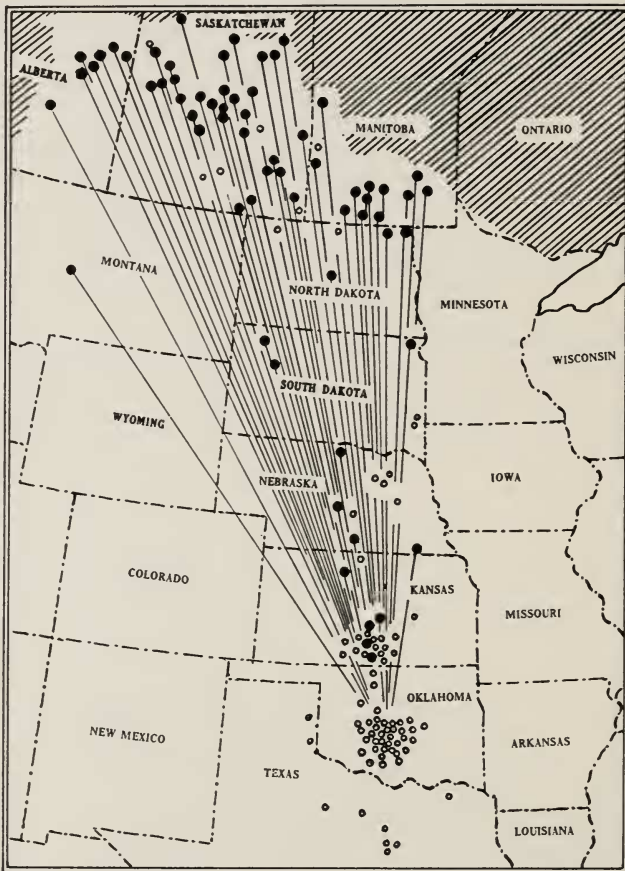 SASKATCHEWAN
ALBERTA
MANITOBA
ONTARIO
MONTANA
NORTH DAKOTA
MINNESOTA
WISCONSIN
SOUTH DAKOTA
WYOMING
NEBRASKA
IOWA
COLORADO
KANSAS
MISSOURI
OKLAHOMA
NEW MEXICO
ARKANSAS
TEXAS
LOUISIANA